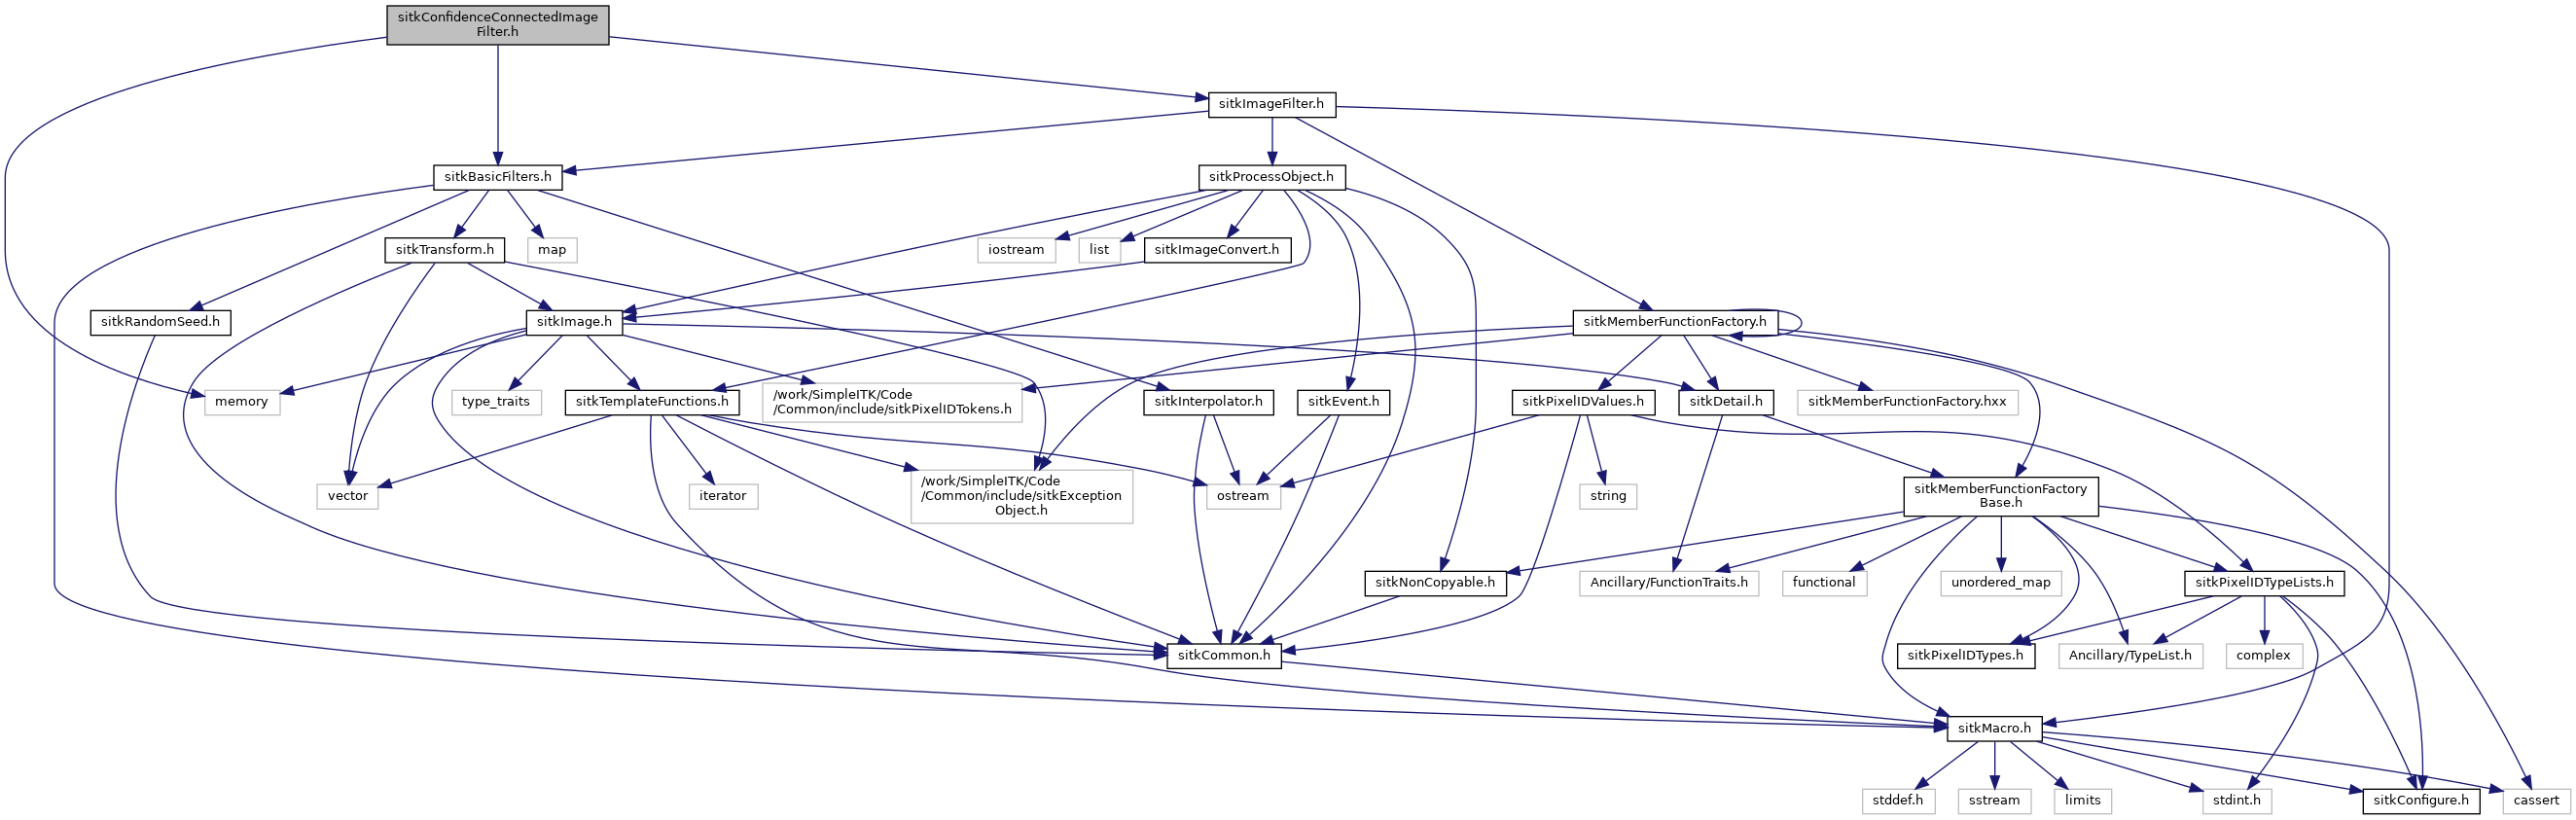 sitkConfidenceConnectedImage
Filter.h
sitkImageFilter.h
sitkBasicFilters.h
sitkProcessObject.h
sitkTransform.h
map
iostream
list
sitkImageConvert.h
sitkRandomSeed.h
sitkImage.h
sitkMemberFunctionFactory.h
memory
type_traits
sitkTemplateFunctions.h
/work/SimpleITK/Code
/Common/include/sitkPixelIDTokens.h
sitkInterpolator.h
sitkEvent.h
sitkPixelIDValues.h
sitkDetail.h
sitkMemberFunctionFactory.hxx
vector
iterator
/work/SimpleITK/Code
/Common/include/sitkException
Object.h
ostream
string
sitkMemberFunctionFactory
Base.h
sitkNonCopyable.h
Ancillary/FunctionTraits.h
functional
unordered_map
sitkPixelIDTypeLists.h
sitkCommon.h
sitkPixelIDTypes.h
Ancillary/TypeList.h
complex
sitkMacro.h
stddef.h
sstream
limits
stdint.h
sitkConfigure.h
cassert